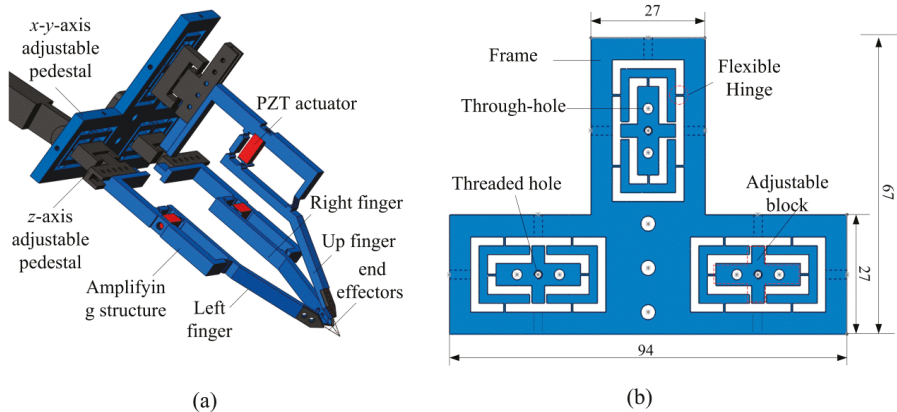 x-y-axis
adjustable
pedestal
PZT actuator
z-axis
adjustable
pedestal
Right finger
Up finger
end
effectors
Amplifyin
g structure
Left
finger
(a)
27
Frame
Flexible
Hinge
Through-hole
Threaded hole
Adjustable
block
67
27
94
(b)